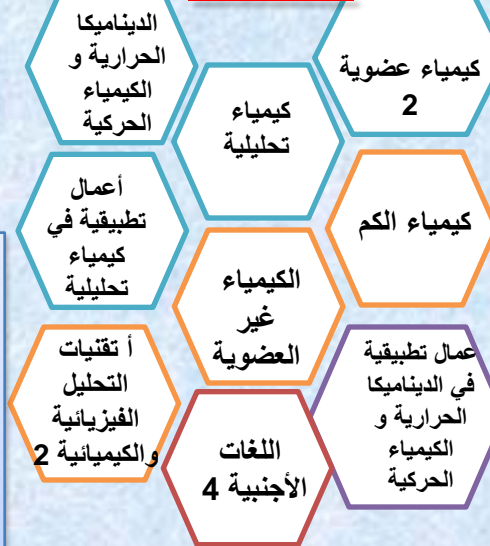 كيمياء عضوية
2
الديناميكا
الحرارية و
الكيمياء
الحركية
كيمياء
تحليلية
كيمياء الكم
أعمال
تطبيقية في
كيمياء
تحليلية
الكيمياء
غير
العضوية
عمال تطبيقية
في الديناميكا
الحرارية و
الكيمياء
الحركية
أ تقنيات
التحليل
الفيزيائية
والكيميائية 2
اللغات
الأجنبية 4